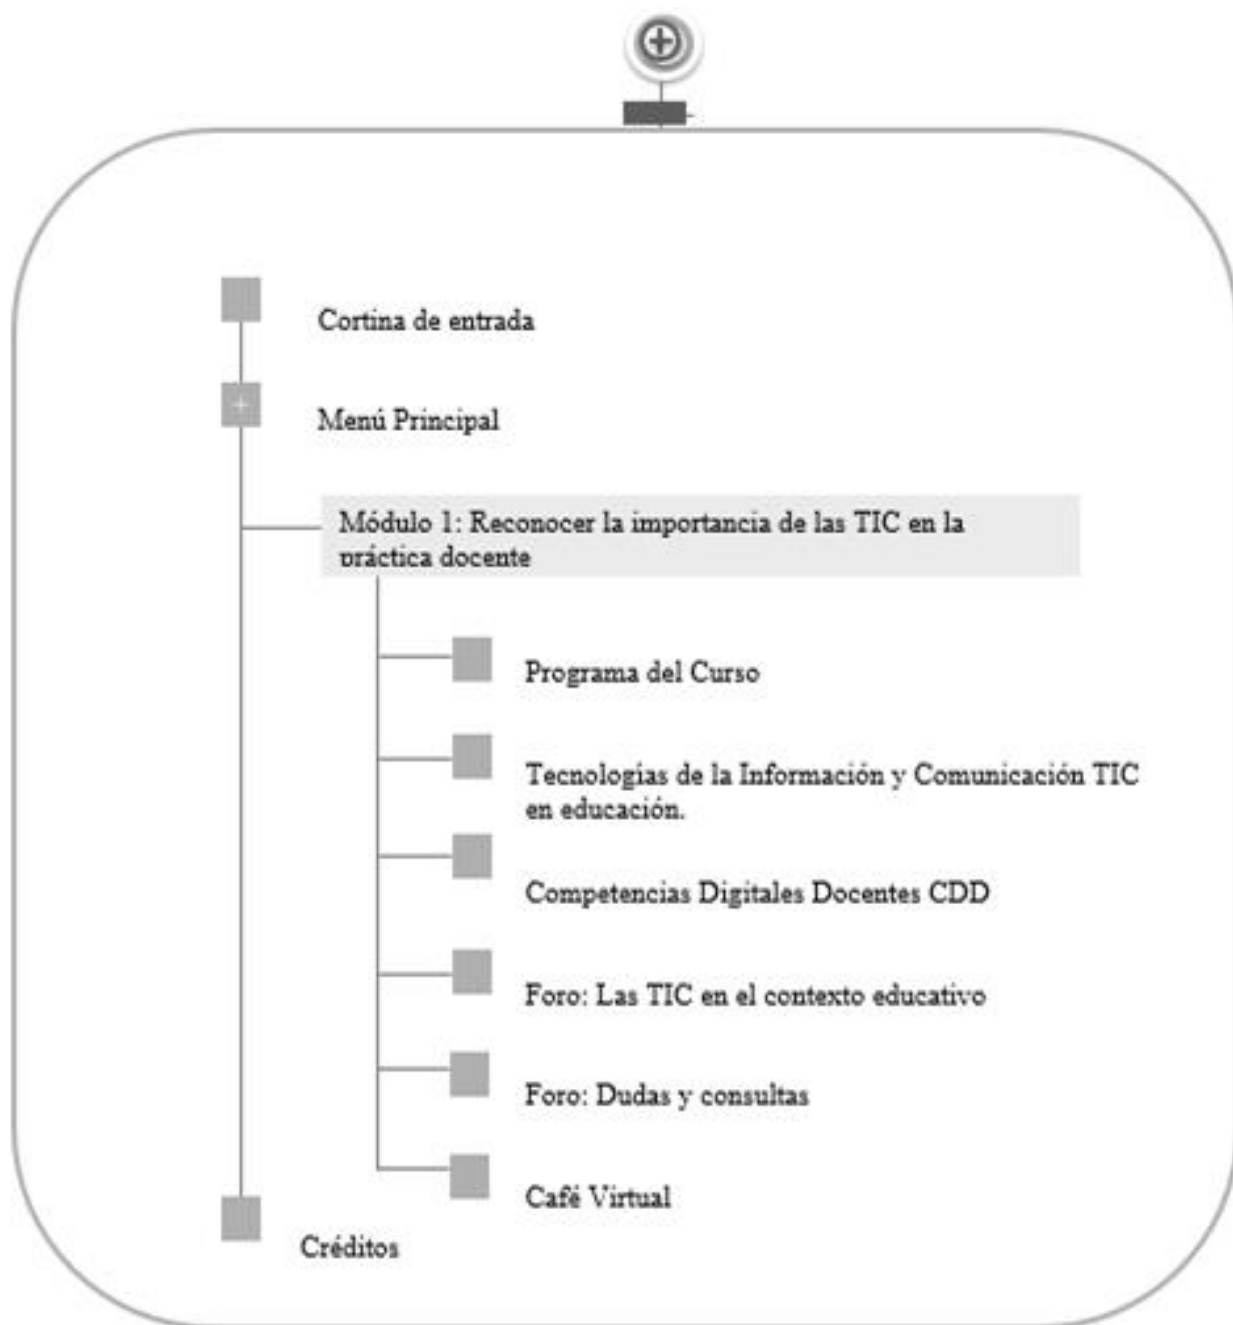 Cortina de entrada
Menú Principal
Módulo 1: Reconocer la importancia de las TIC en la
práctica docente
Programa del Curso
Tecnologías de la Información y Comunicación TIC
en educación.
Competencias Digitales Docentes CDD
Foro: Las TIC en el contexto educativo
Foro: Dudas y consultas
Café Virtual
Créditos